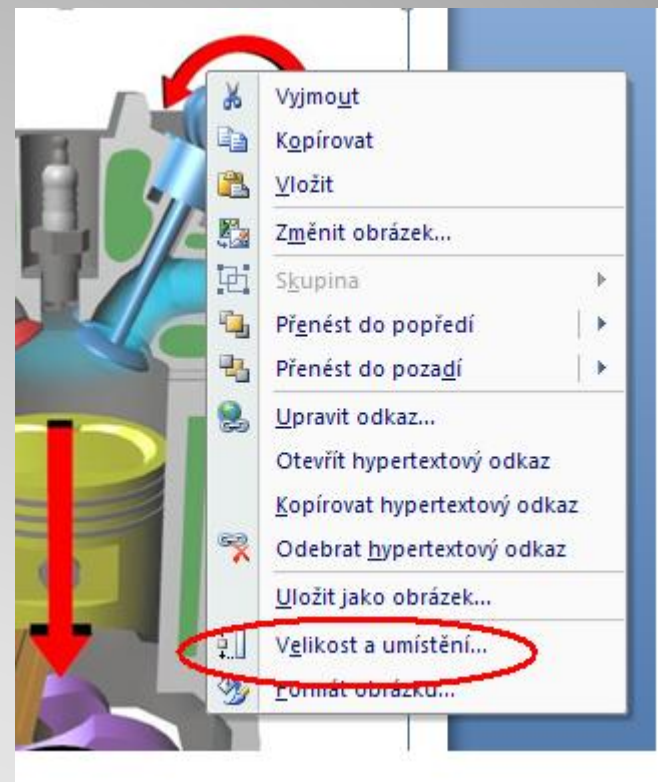 Vyjmout
Kopírovat
Vložit
Změnit obrázek...
Skupina
Přenést do popředí
Přenést do pozadí
Upravit odkaz...
Otevřít hypertextový odkaz
Kopírovat hypertextový odkaz
Odebrat hypertextový odkaz
Uložit jako obrázek...
Velikost a umístění...
Formát obrázku...